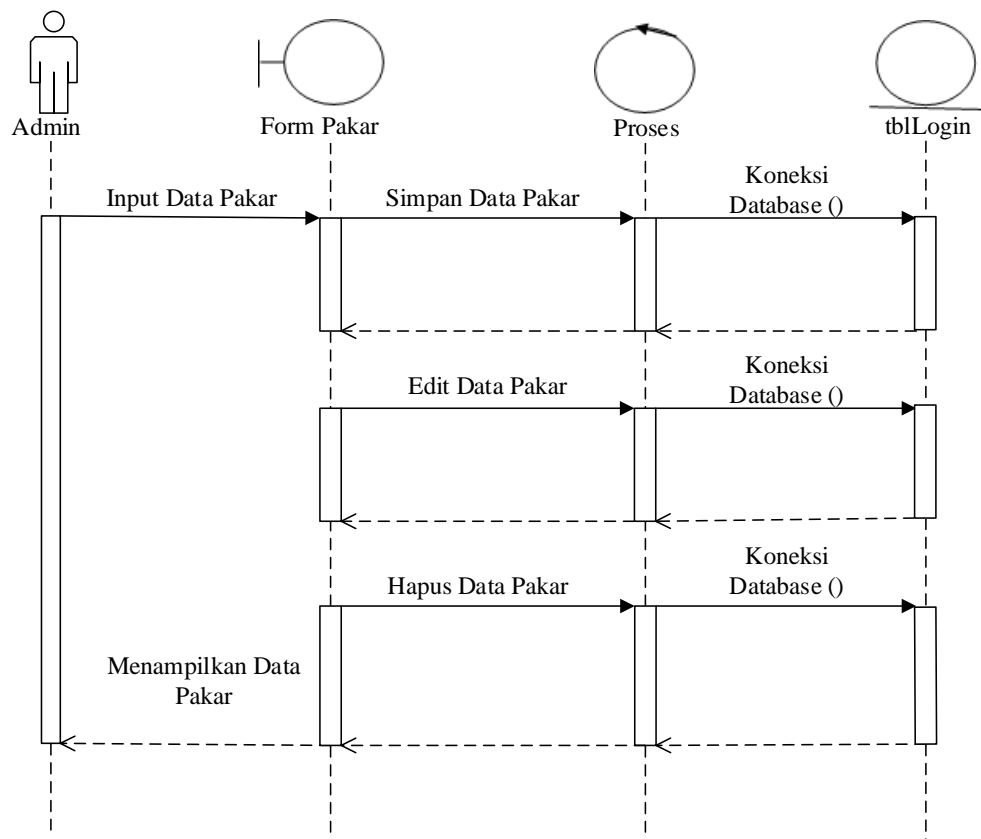 Admin
Form Pakar
Proses
tblLogin
Input Data Pakar
Simpan Data Pakar
Koneksi
Database ()
Edit Data Pakar
Koneksi
Database ()
Hapus Data Pakar
Koneksi
Database ()
Menampilkan Data
Pakar